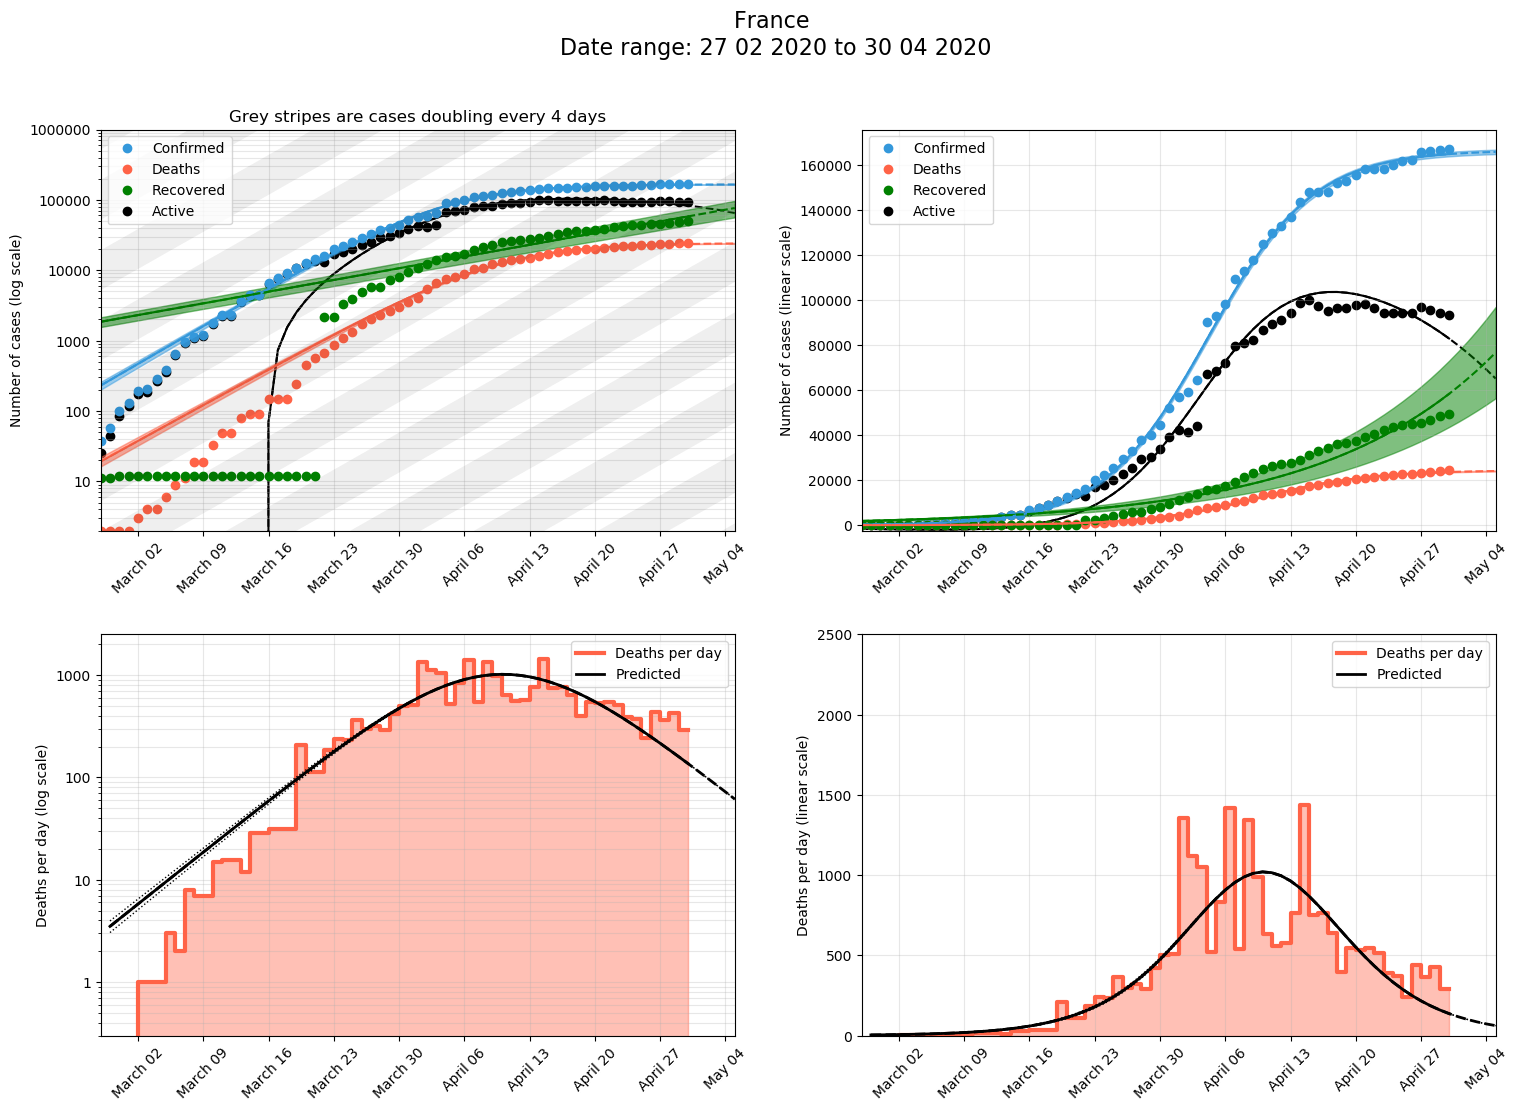 France
Date range: 27 02 2020 to 30 04 2020
Grey stripes are cases doubling every 4 days
Number of cases (log scale)
1000000
100000
10000
1000
100
10
Confirmed
Deaths
Recovered
Active
March 02
March 09
March 16
March 23
March 30
April 06
April 13
April 20
April 27
May 04
Number of cases (linear scale)
160000
140000
120000
100000
80000
60000
40000
20000
0
Confirmed
Deaths
Recovered
Active
March 02
March 09
March 16
March 23
March 30
April 06
April 13
April 20
April 27
May 04
Deaths per day (log scale)
1000
100
10
1
Deaths per day
Predicted
March 02
March 09
March 16
March 23
March 30
April 06
April 13
April 20
April 27
May 04
Deaths per day (linear scale)
2500
2000
1500
1000
500
0
Deaths per day
Predicted
March 02
March 09
March 16
March 23
March 30
April 06
April 13
April 20
April 27
May 04